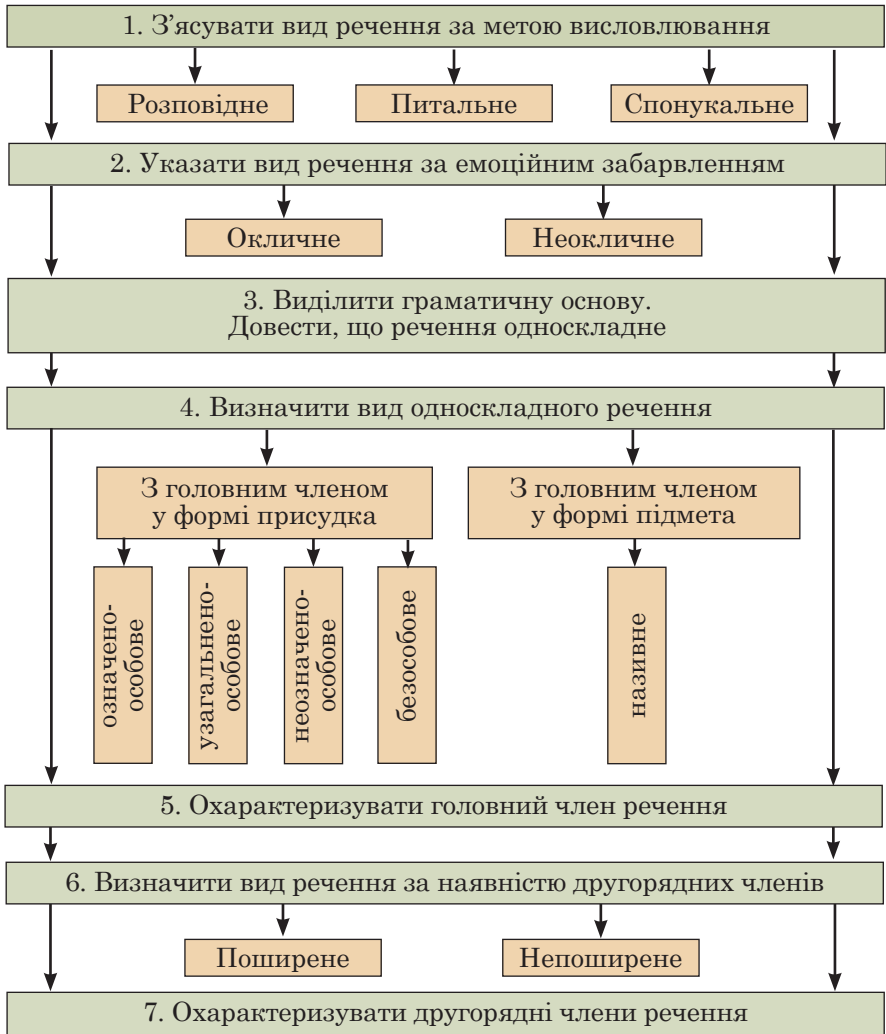 1. З'ясувати вид речення за метою висловлювання
Розповідне
Питальне
Спонукальне
2. Указати вид речення за емоційним забарвленням
Окличне
Неокличне
3. Виділити граматичну основу.
Довести, що речення односкладне
4. Визначити вид односкладного речення
З головним членом
у формі присудка
З головним членом
у формі підмета
означено-
особове
узагальнено-
особове
неозначено-
особове
безособове
називне
5. Охарактеризувати головний член речення
6. Визначити вид речення за наявністю другорядних членів
Поширене
Непоширене
7. Охарактеризувати другорядні члени речення